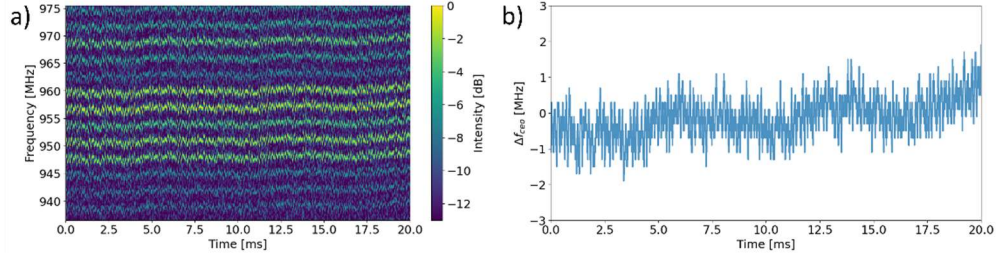 a)
975
970
965
960
955
950
945
940
Frequency [MHz]
0.0 2.5 5.0 7.5 10.0 12.5 15.0 17.5 20.0
Time [ms]
0
−2
−4
−6
−8
−10
−12
Intensity [dB]
b)
3
2
1
0
−1
−2
−3
Δf_ceo [MHz]
0.0 2.5 5.0 7.5 10.0 12.5 15.0 17.5 20.0
Time [ms]